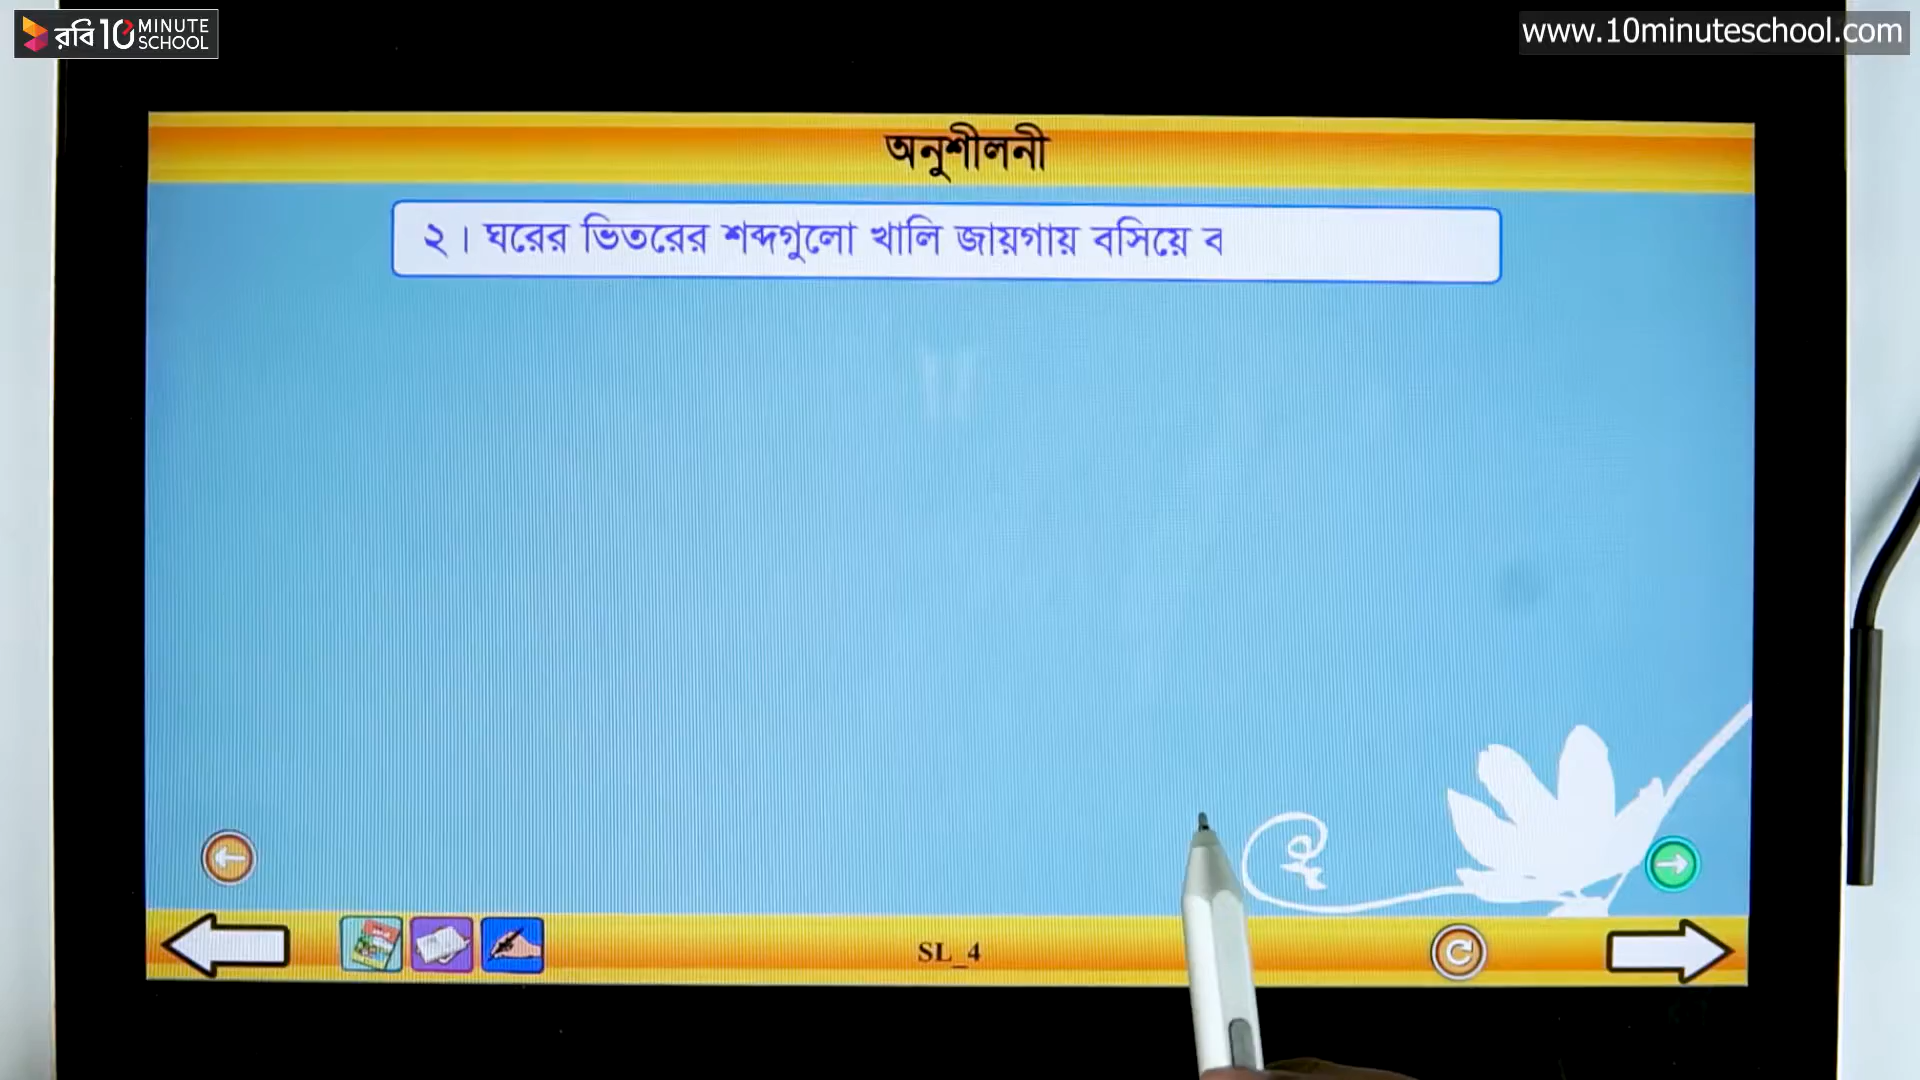 রবি 10 MINUTE SCHOOL
www.10minuteschool.com
অনুশীলনী
২। ঘরের ভিতরের শব্দগুলো খালি জায়গায় বসিয়ে ব
SL_4